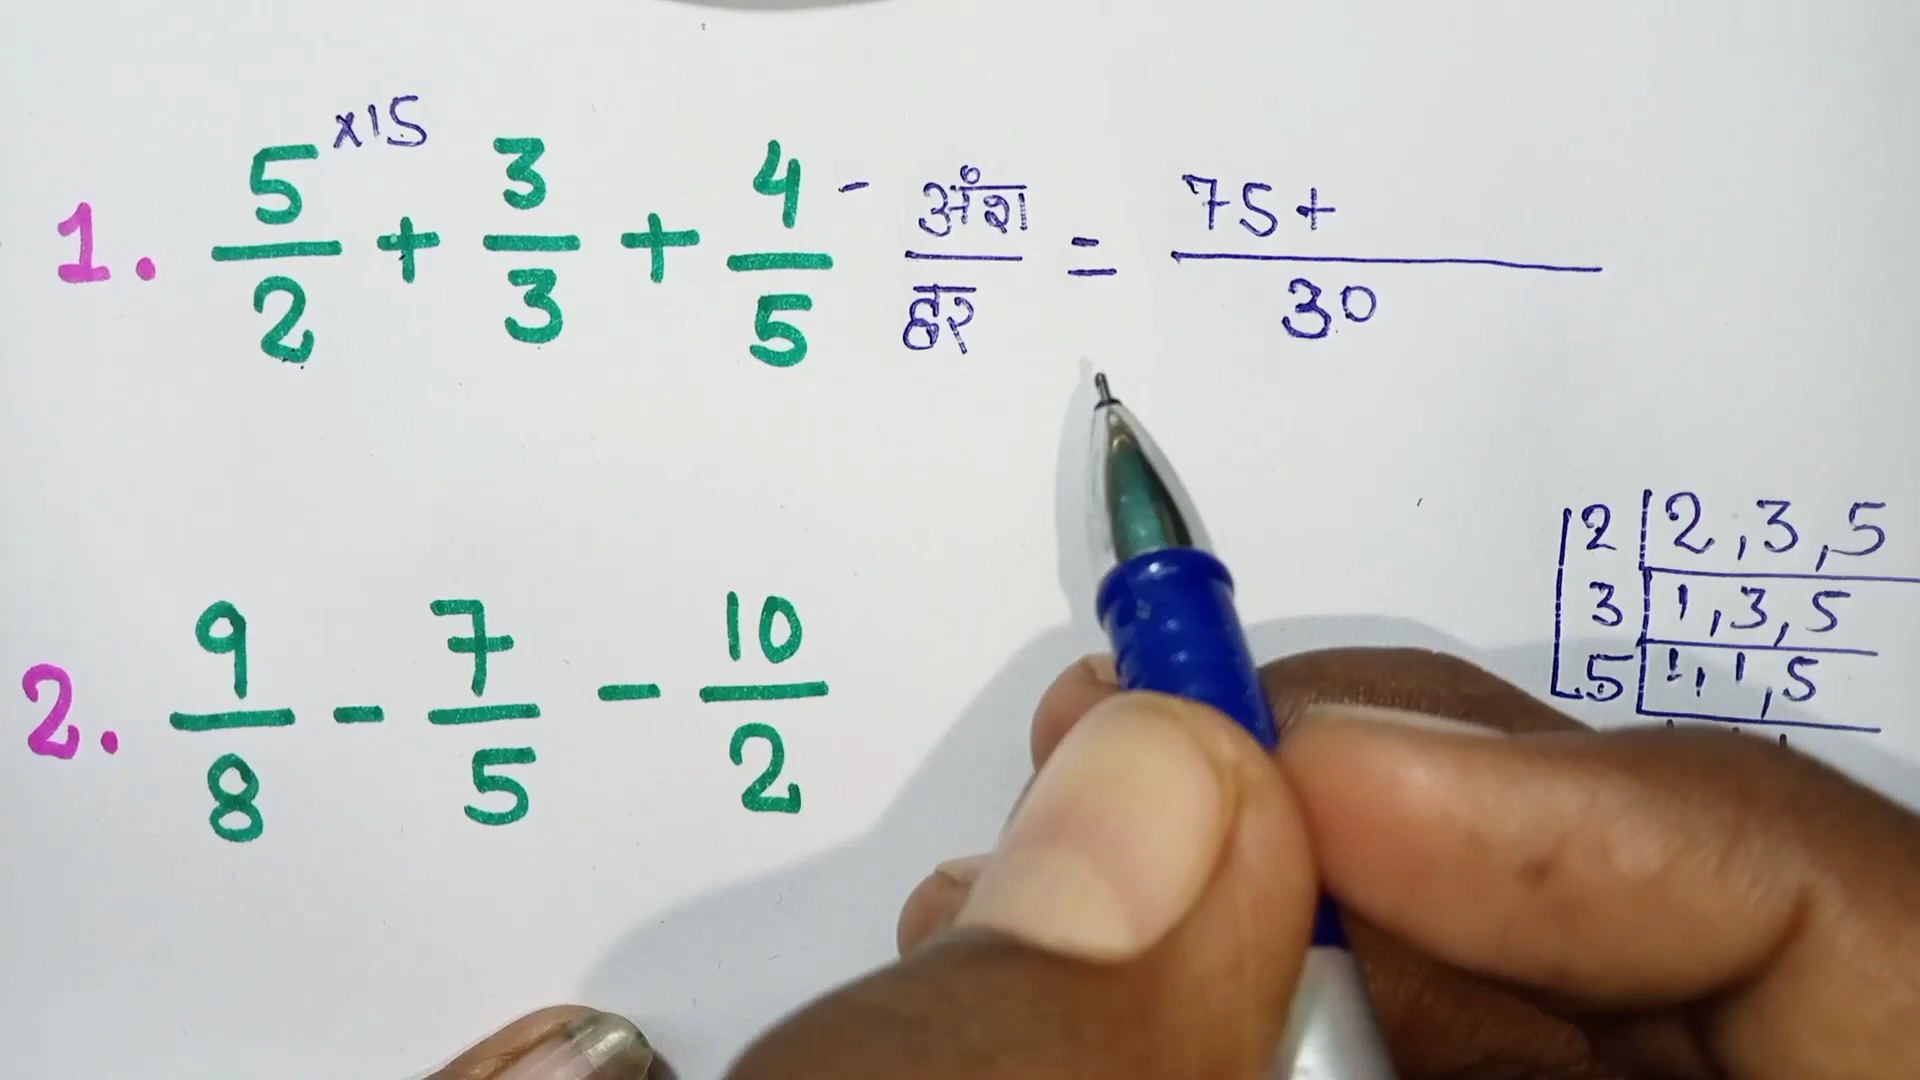 ×15
1. 5/2 + 3/3 + 4/5 - अंश/हर = 75+/30
2 | 2,3,5
3 | 1,3,5
5 | 1,1,5
2. 9/8 - 7/5 - 10/2